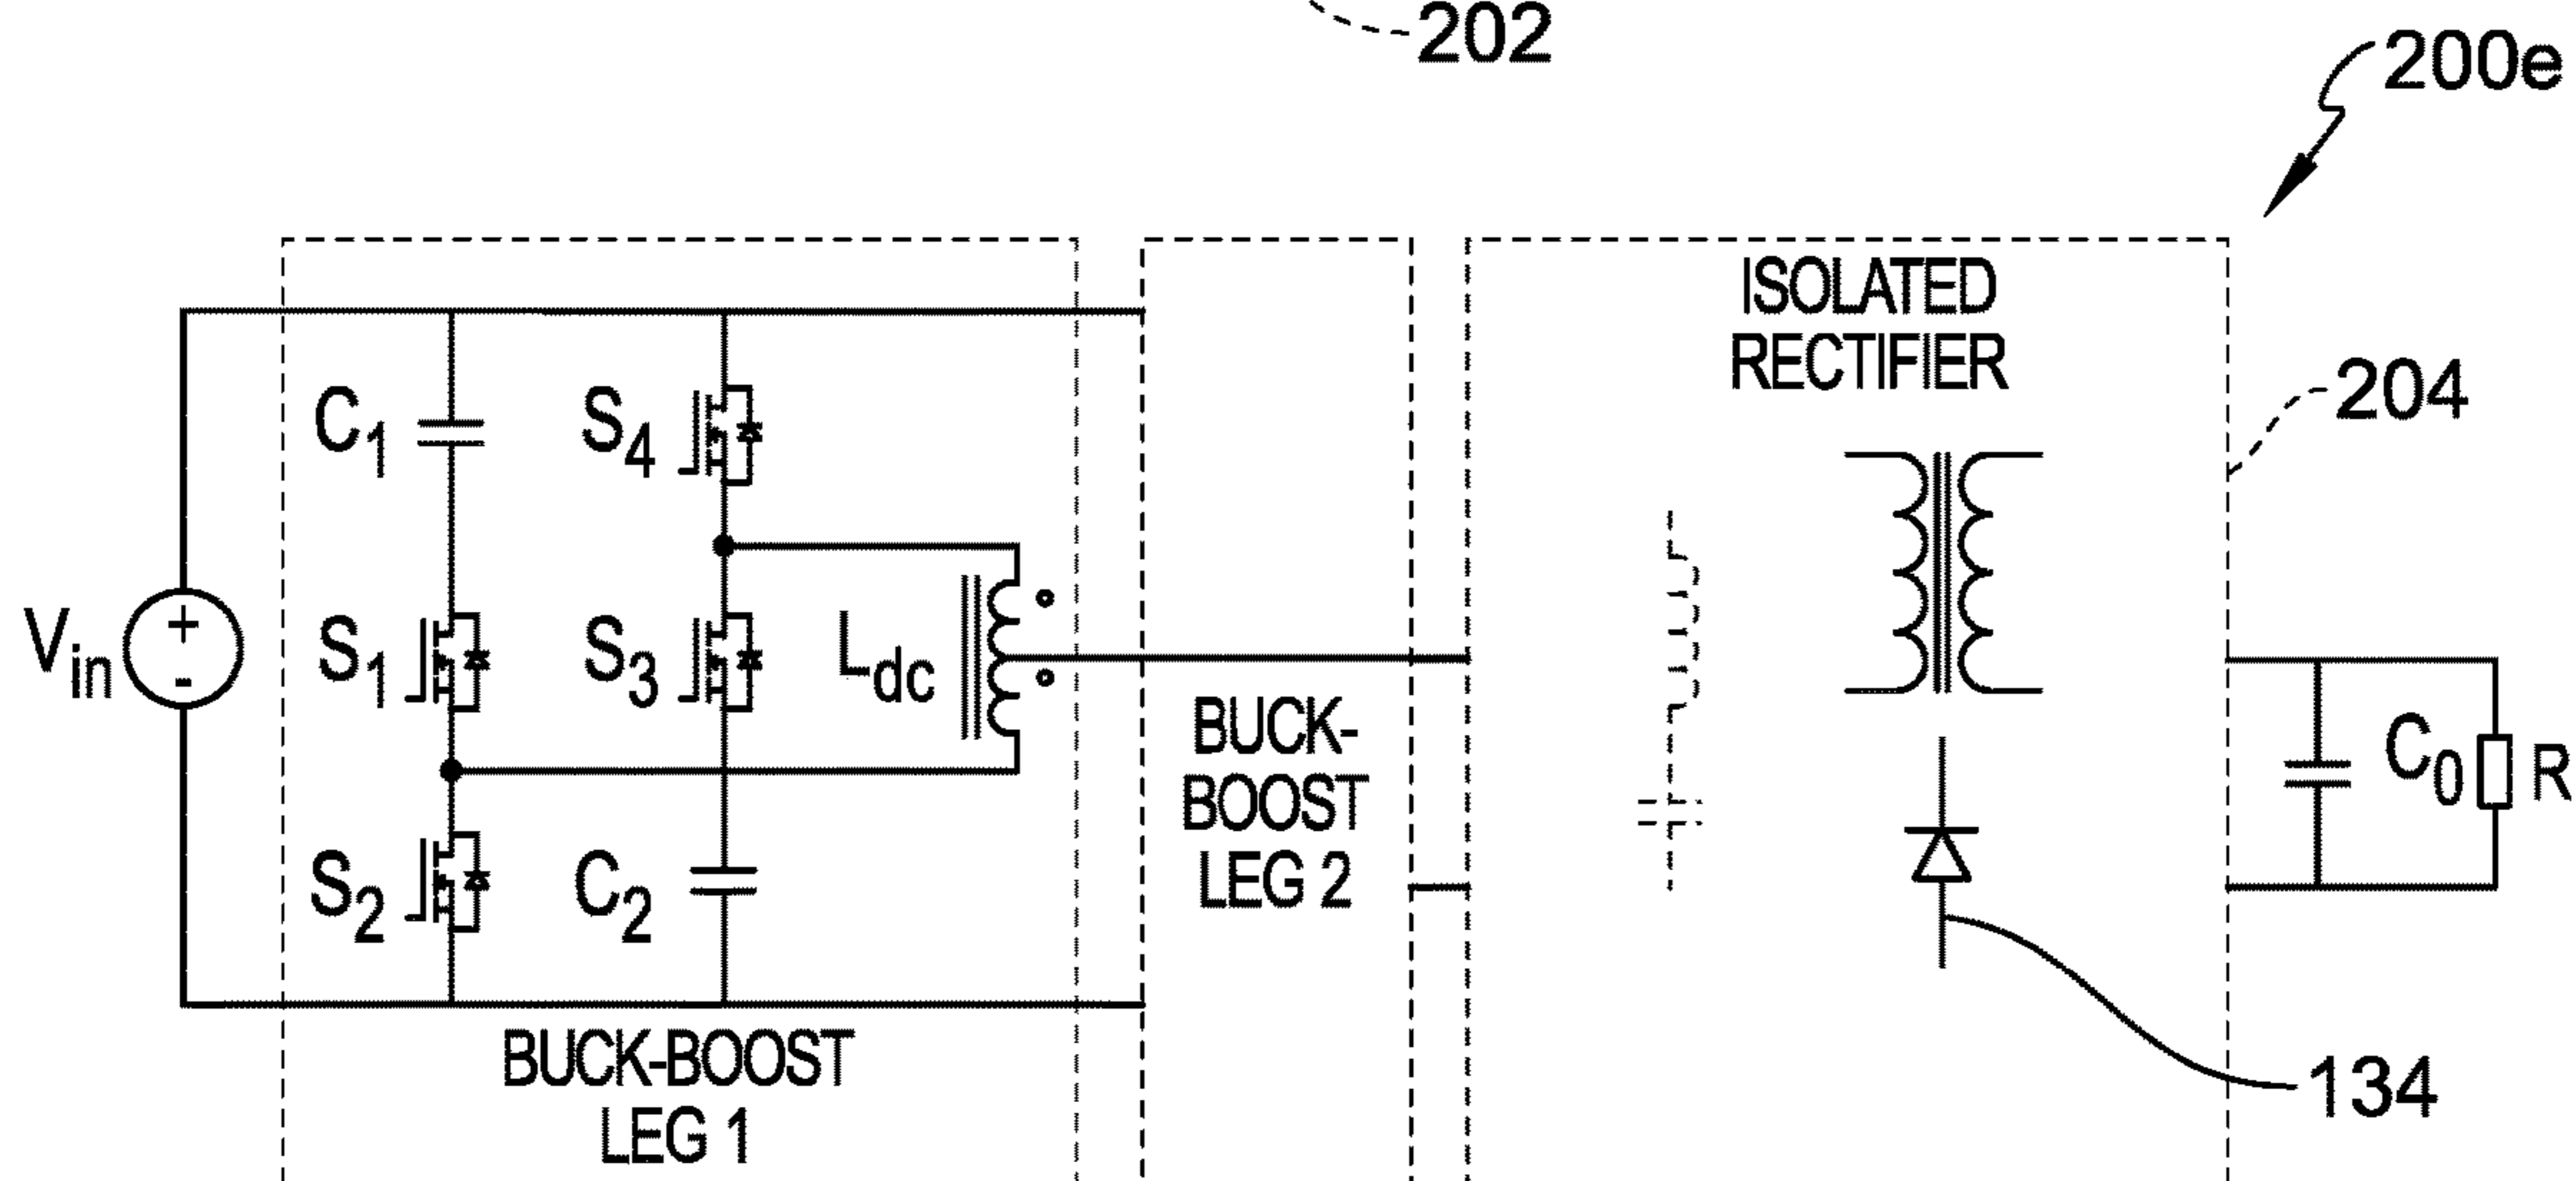 202
200e
ISOLATED
RECTIFIER
204
C1
S4
Vin
+
-
S1
S3
Ldc
BUCK-
BOOST
LEG 2
C0
R
S2
C2
BUCK-BOOST
LEG 1
134